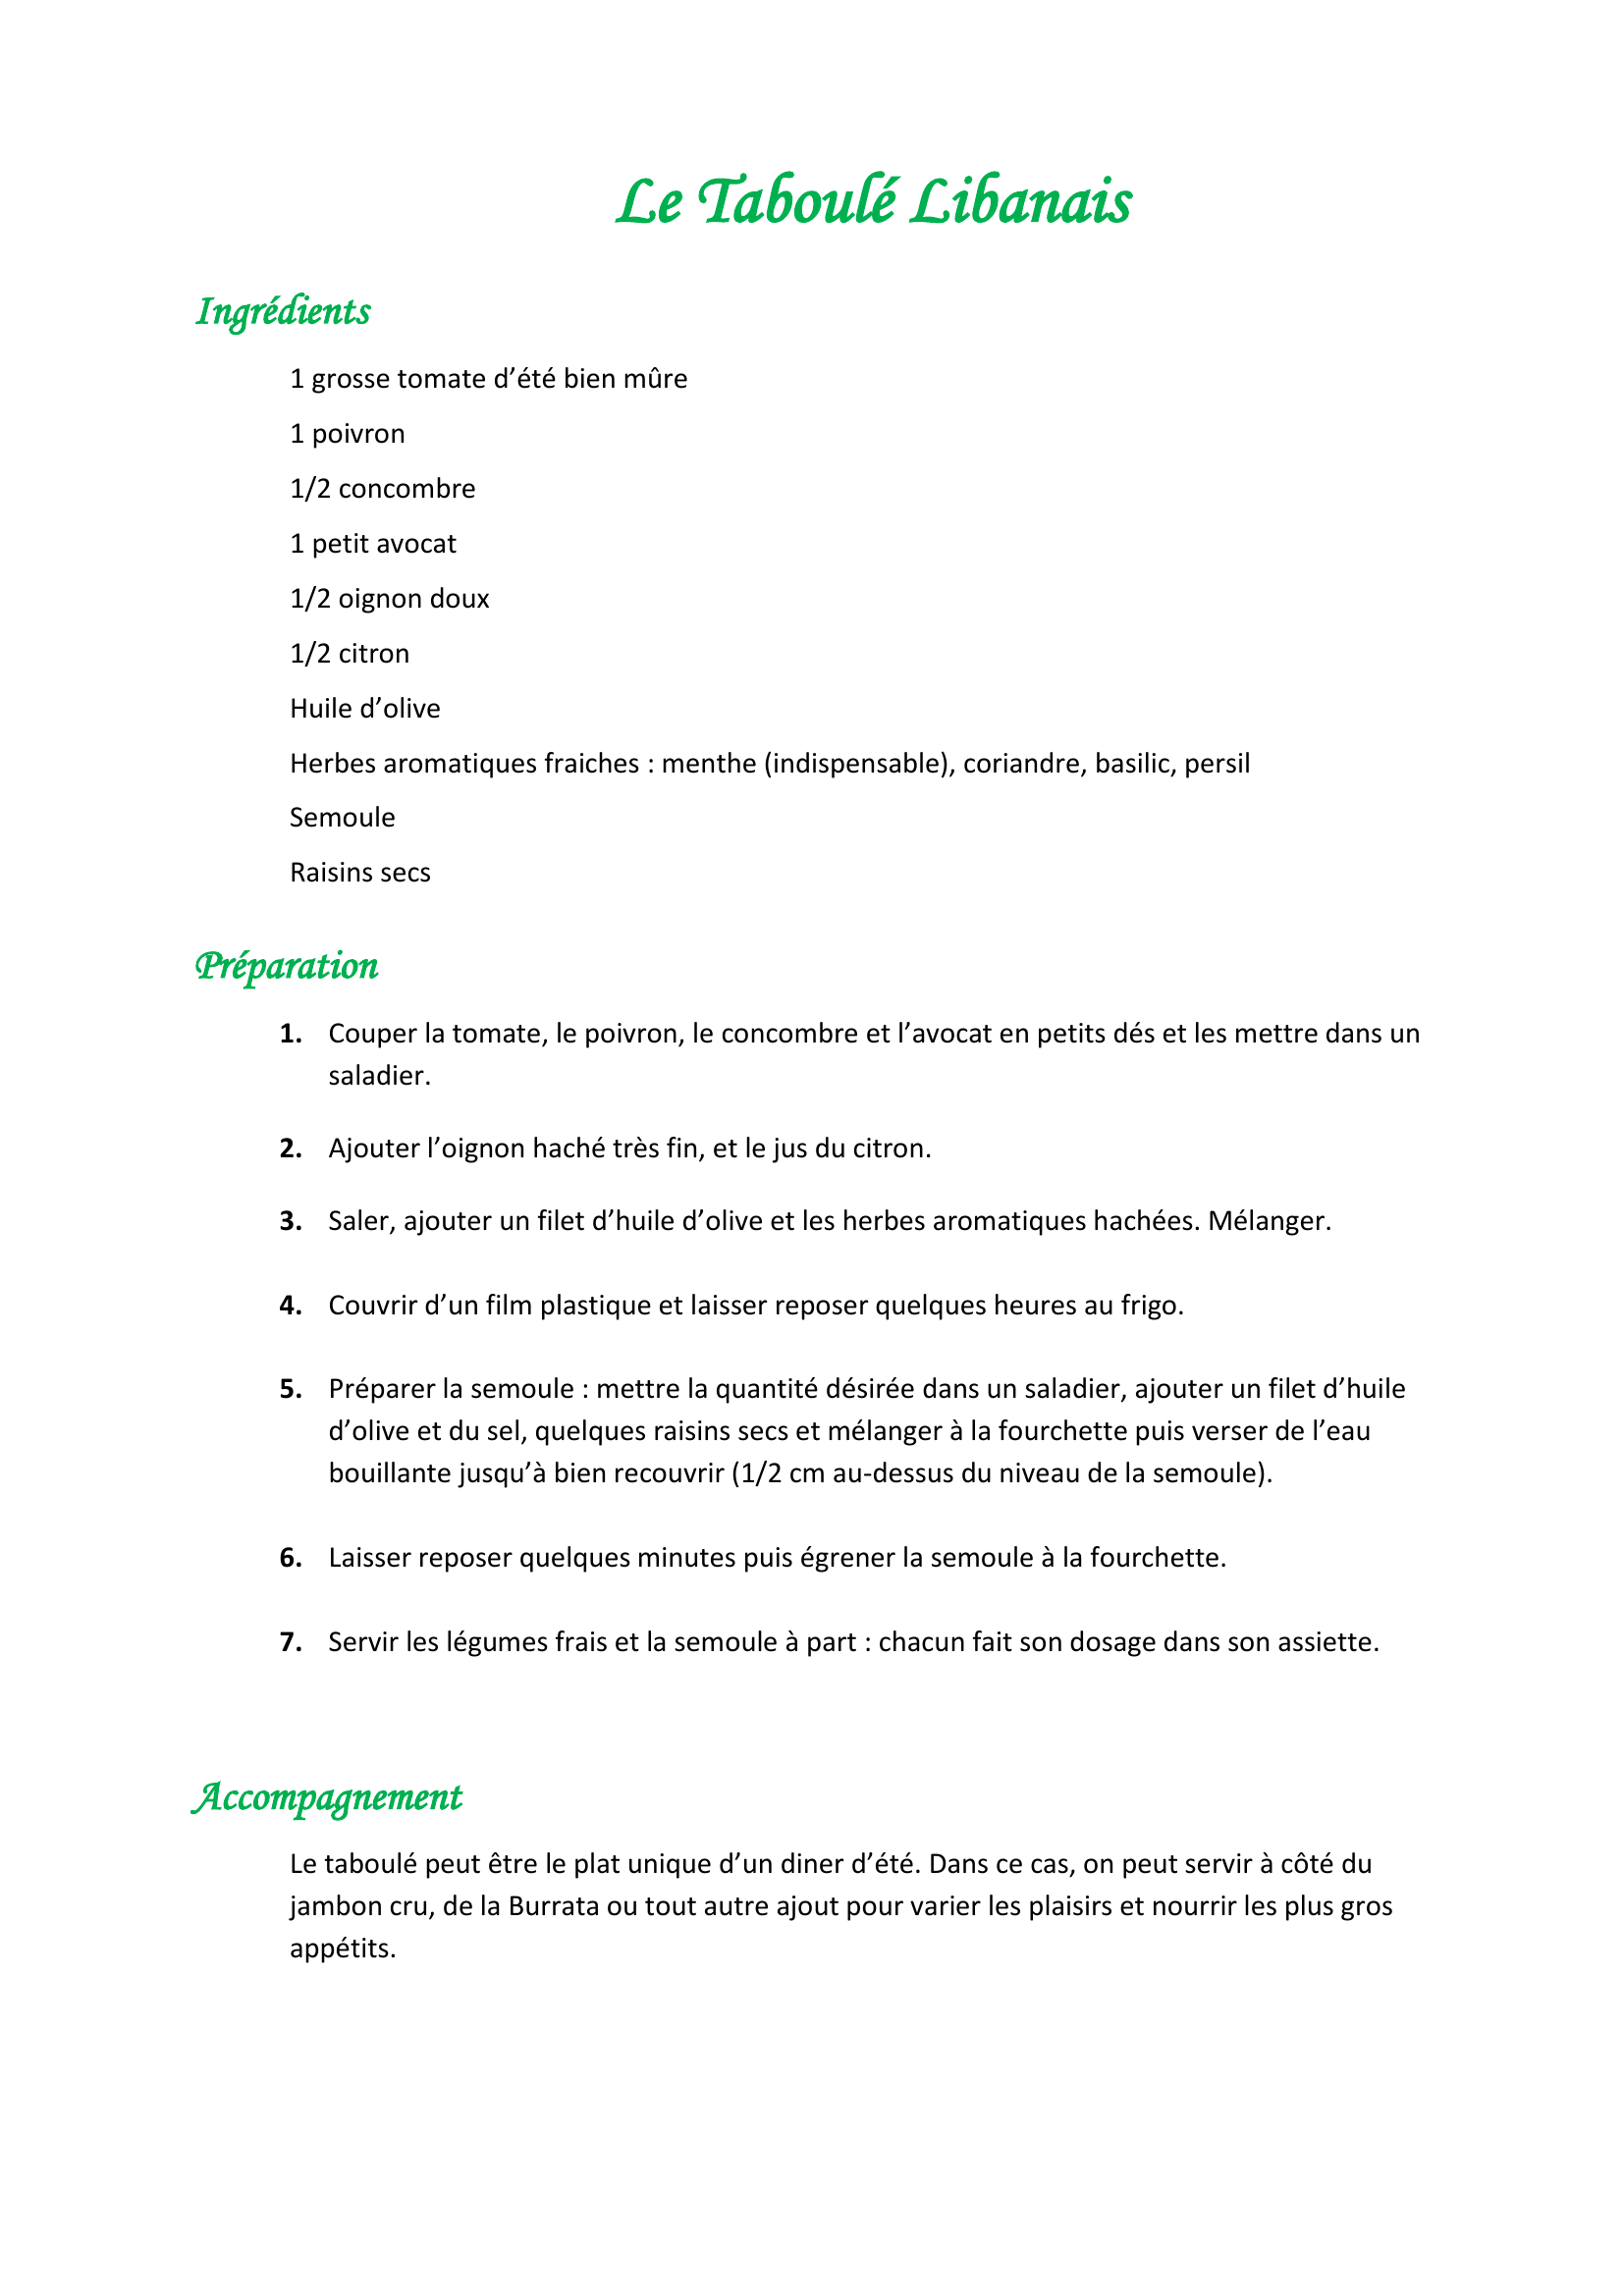 Le Taboulé Libanais
Ingrédients
1 grosse tomate d’été bien mûre
1 poivron
1/2 concombre
1 petit avocat
1/2 oignon doux
1/2 citron
Huile d’olive
Herbes aromatiques fraiches : menthe (indispensable), coriandre, basilic, persil
Semoule
Raisins secs
Préparation
1. Couper la tomate, le poivron, le concombre et l’avocat en petits dés et les mettre dans un
saladier.
2. Ajouter l’oignon haché très fin, et le jus du citron.
3. Saler, ajouter un filet d’huile d’olive et les herbes aromatiques hachées. Mélanger.
4. Couvrir d’un film plastique et laisser reposer quelques heures au frigo.
5. Préparer la semoule : mettre la quantité désirée dans un saladier, ajouter un filet d’huile
d’olive et du sel, quelques raisins secs et mélanger à la fourchette puis verser de l’eau
bouillante jusqu’à bien recouvrir (1/2 cm au-dessus du niveau de la semoule).
6. Laisser reposer quelques minutes puis égrener la semoule à la fourchette.
7. Servir les légumes frais et la semoule à part : chacun fait son dosage dans son assiette.
Accompagnement
Le taboulé peut être le plat unique d’un diner d’été. Dans ce cas, on peut servir à côté du
jambon cru, de la Burrata ou tout autre ajout pour varier les plaisirs et nourrir les plus gros
appétits.